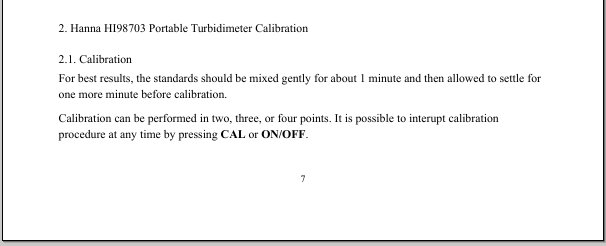 2. Hanna HI98703 Portable Turbidimeter Calibration
2.1. Calibration
For best results, the standards should be mixed gently for about 1 minute and then allowed to settle for
one more minute before calibration.
Calibration can be performed in two, three, or four points. It is possible to interupt calibration
procedure at any time by pressing CAL or ON/OFF.
7